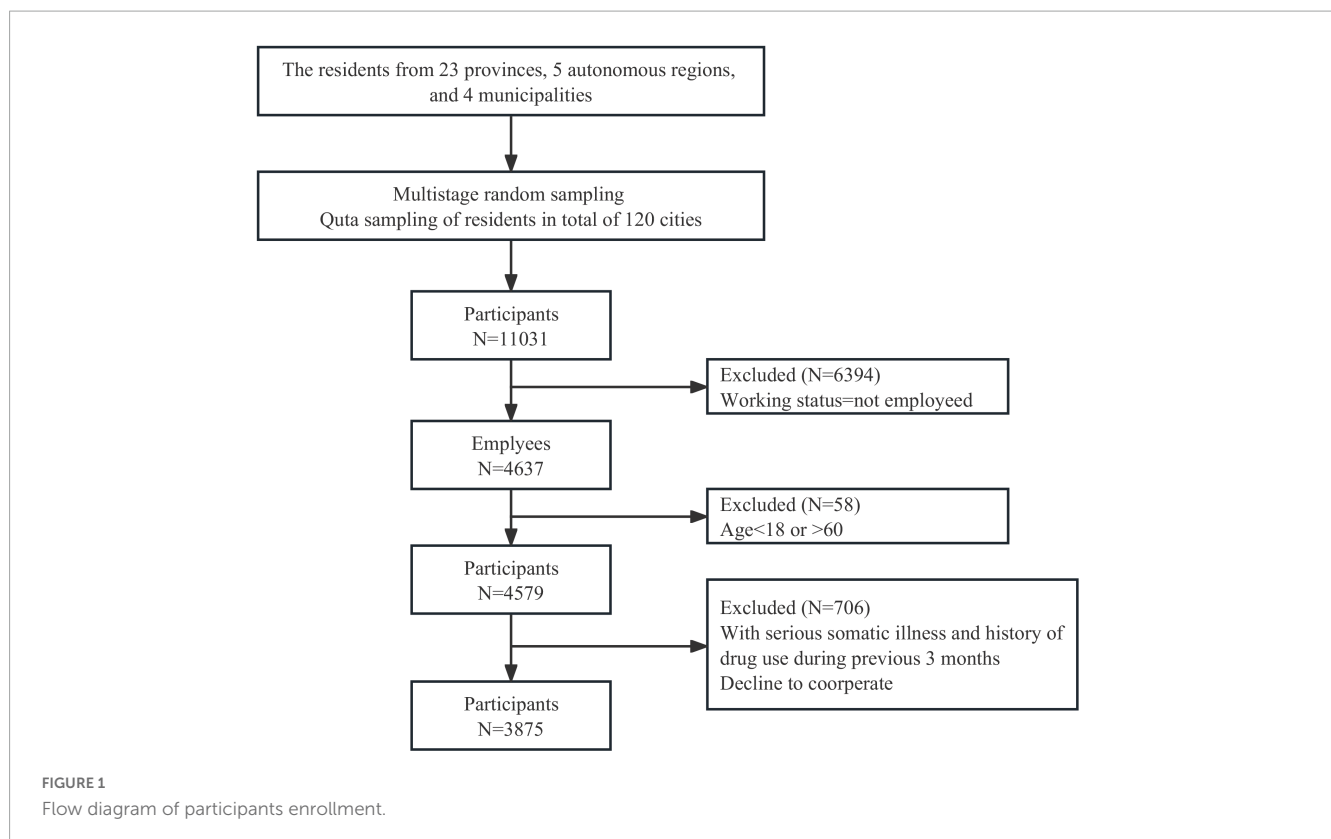 The residents from 23 provinces, 5 autonomous regions,
and 4 municipalities
Multistage random sampling
Quta sampling of residents in total of 120 cities
Participants
N=11031
Excluded (N=6394)
Working status=not employeed
Emplyees
N=4637
Excluded (N=58)
Age<18 or >60
Participants
N=4579
Excluded (N=706)
With serious somatic illness and history of
drug use during previous 3 months
Decline to coorperate
Participants
N=3875
FIGURE 1
Flow diagram of participants enrollment.